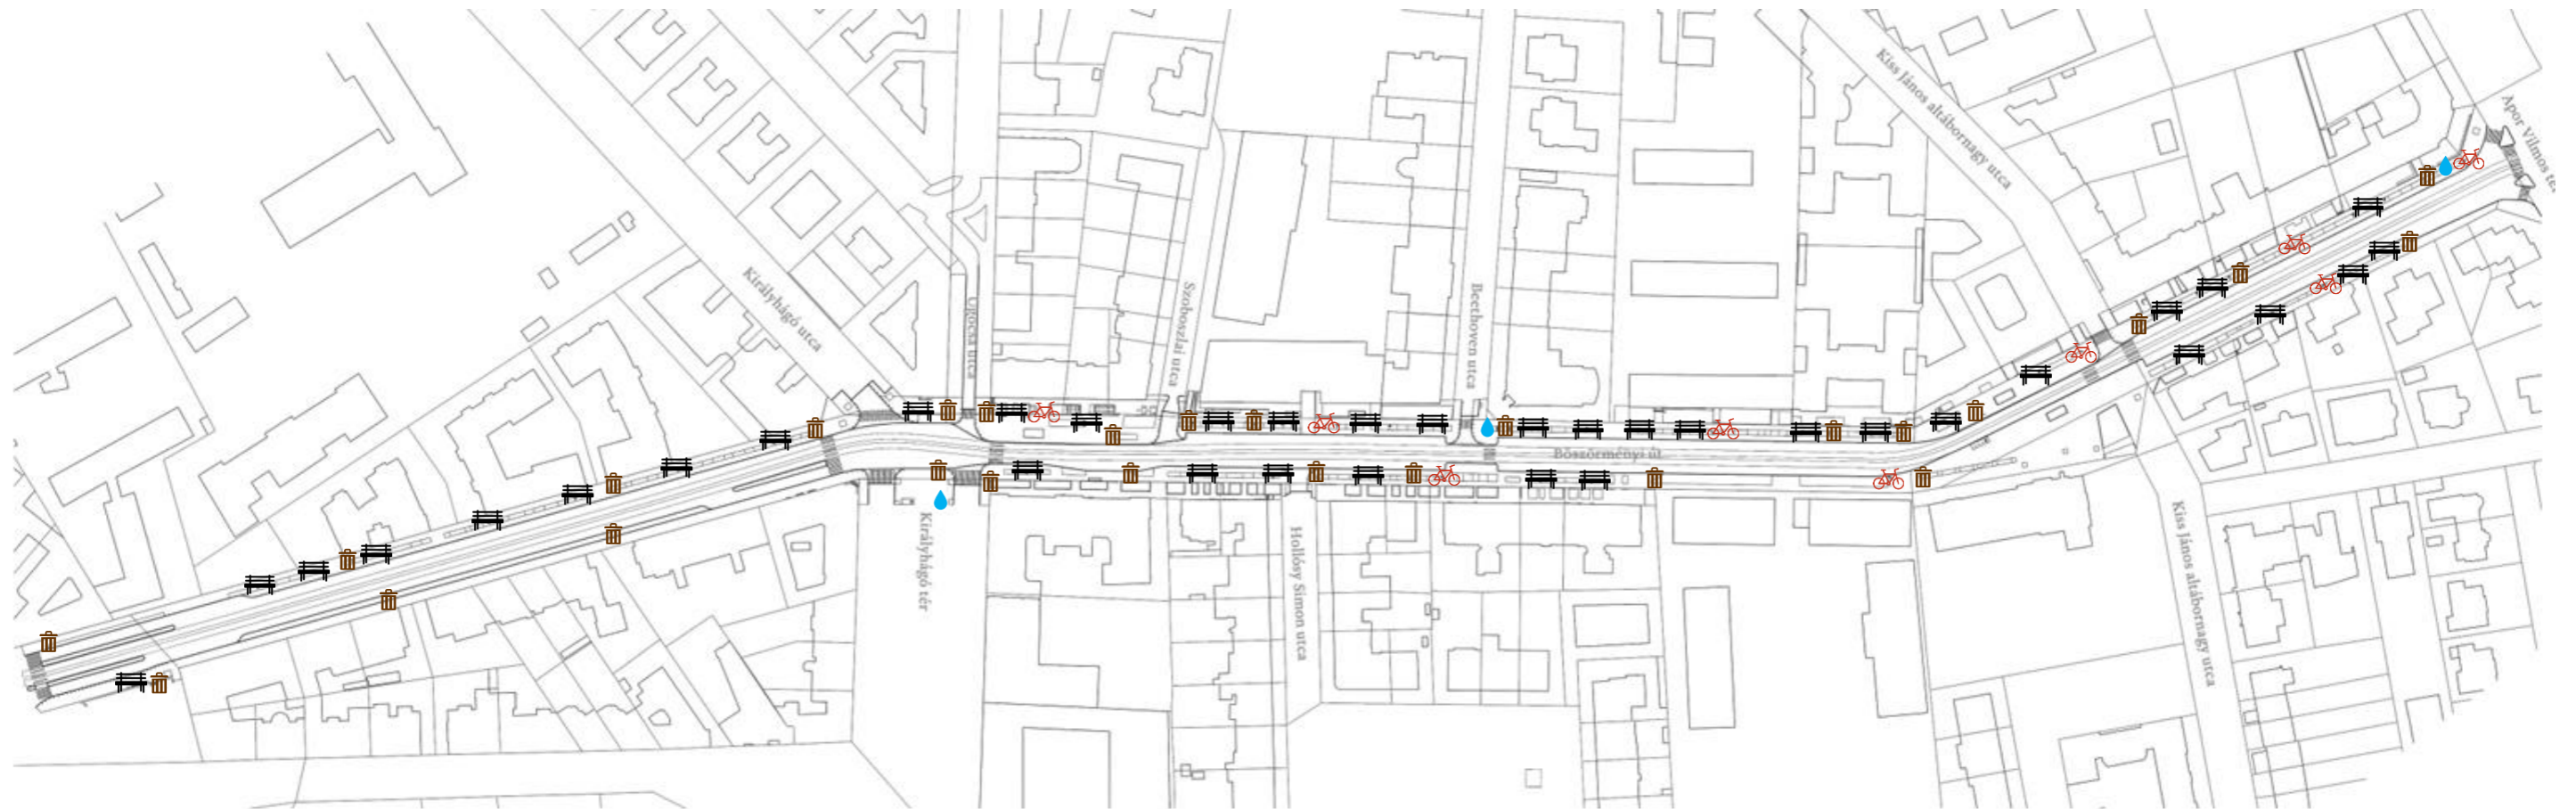 Kiss János altábornagy utca
Apor Vilmos
Királyhágó utca
Ugocsa utca
Szoboszlai utca
Beethoven utca
Böszörményi út
Királyhágó tér
Hollósy Simon utca
Kiss János altábornagy utca